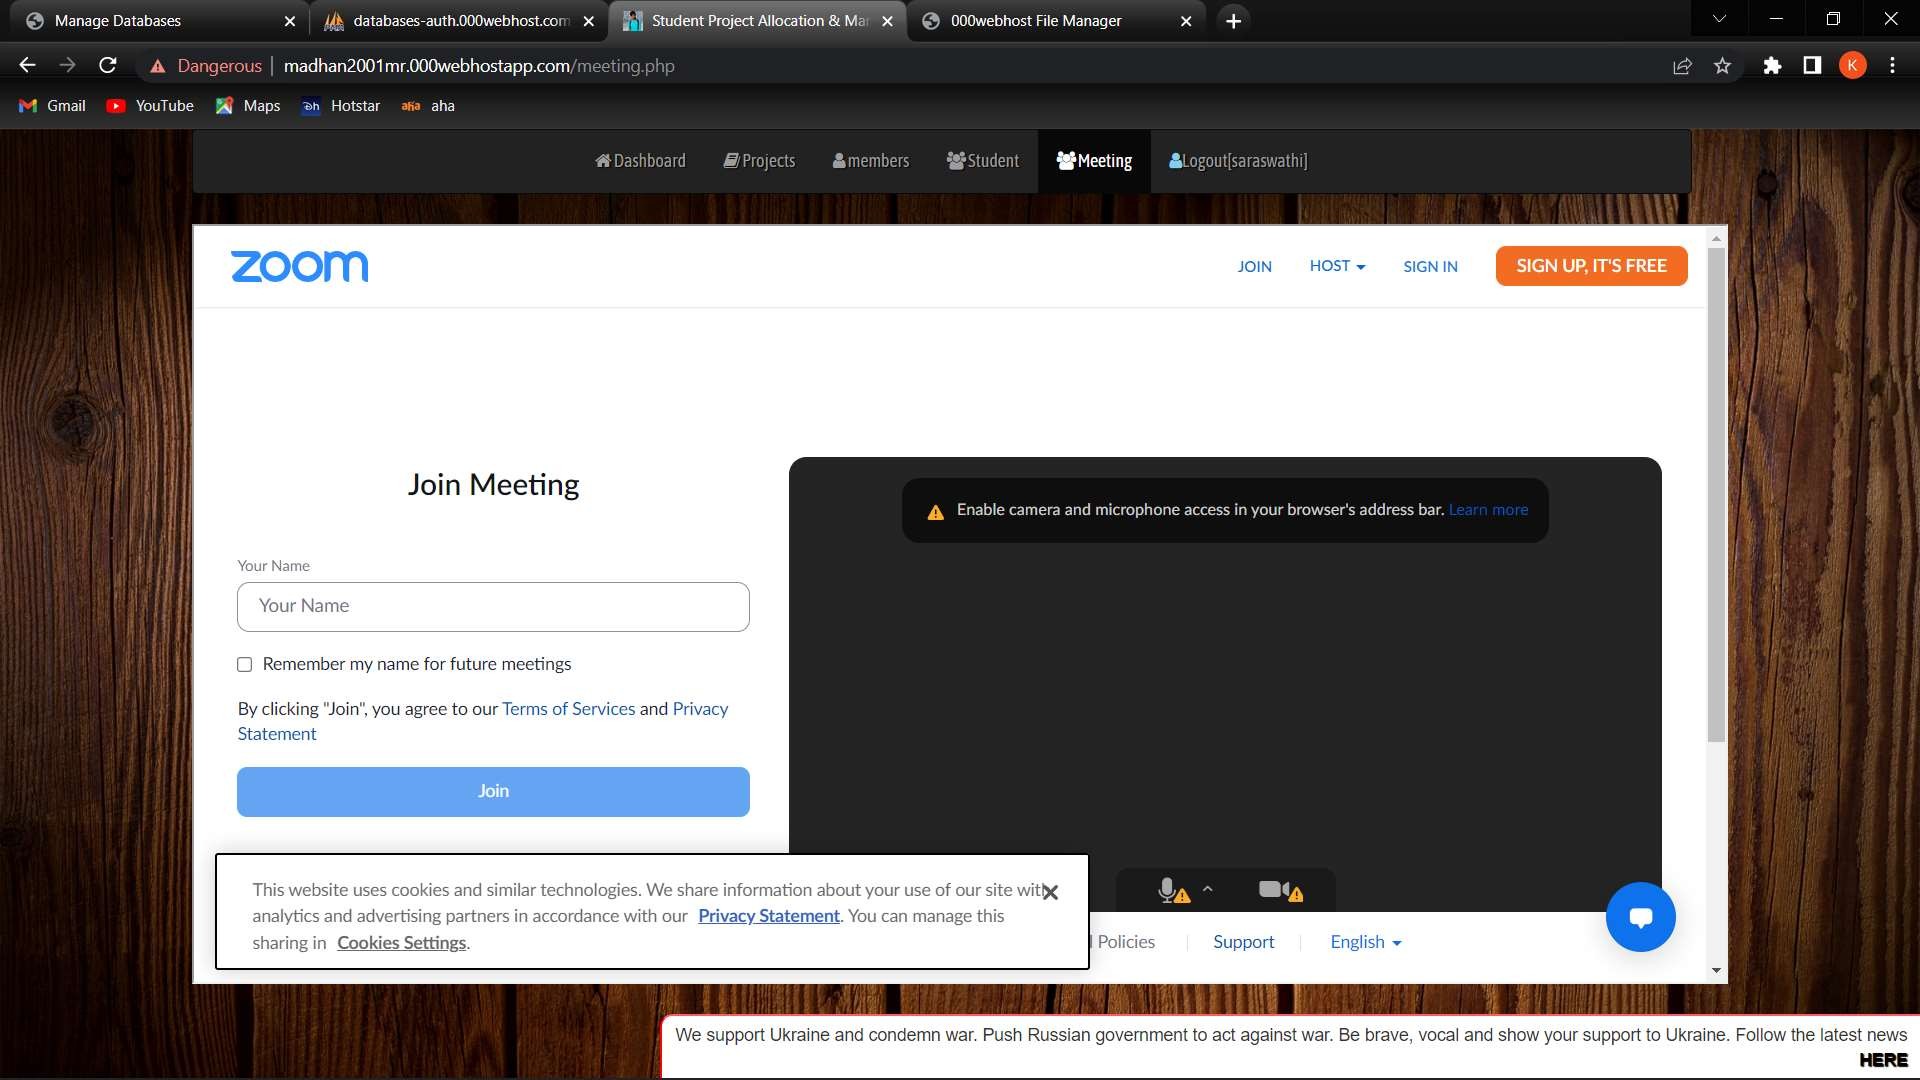 Manage Databases
databases-auth.000webhost.com
Student Project Allocation & Ma
000webhost File Manager
Dangerous
madhan2001mr.000webhostapp.com/meeting.php
K
Gmail
YouTube
Maps
Hotstar
aha
aha
Dashboard
Projects
members
Student
Meeting
Logout[saraswathi]
zoom
JOIN
HOST
SIGN IN
SIGN UP, IT'S FREE
Join Meeting
Enable camera and microphone access in your browser's address bar. Learn more
Your Name
Your Name
Remember my name for future meetings
By clicking "Join", you agree to our Terms of Services and Privacy
Statement
Join
This website uses cookies and similar technologies. We share information about your use of our site with
analytics and advertising partners in accordance with our Privacy Statement. You can manage this
sharing in Cookies Settings.
Policies
Support
English
We support Ukraine and condemn war. Push Russian government to act against war. Be brave, vocal and show your support to Ukraine. Follow the latest news
HERE